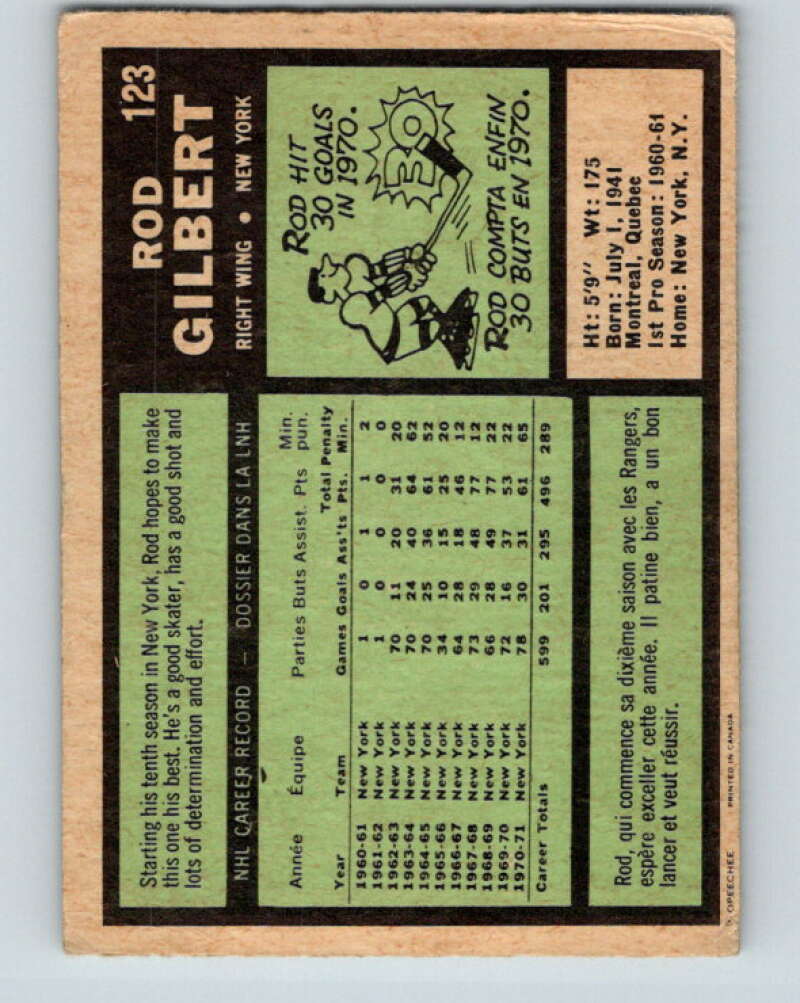 Starting his tenth season in New York, Rod hopes to make
this one his best. He's a good skater, has a good shot and
lots of determination and effort.
ROD 123
GILBERT
RIGHT WING • NEW YORK
NHL CAREER RECORD — DOSSIER DANS LA LNH
Année Équipe Parties Buts Assist. Pts Min. pun.
Year Team Games Goals Ass'ts Total Pts. Penalty Min.
1960-61 New York 1 0 1 1 2
1961-62 New York 1 0 0 0 0
1962-63 New York 70 11 20 31 20
1963-64 New York 70 24 40 64 62
1964-65 New York 70 25 36 61 52
1965-66 New York 34 10 15 25 20
1966-67 New York 64 28 18 46 12
1967-68 New York 73 29 48 77 12
1968-69 New York 66 28 49 77 22
1969-70 New York 72 16 37 53 22
1970-71 New York 78 30 31 61 65
Career Totals 599 201 295 496 289
ROD HIT
30 GOALS
IN 1970.
30
ROD COMPTA ENFIN
30 BUTS EN 1970.
Rod, qui commence sa dixième saison avec les Rangers,
espère exceller cette année. Il patine bien, a un bon
lancer et veut réussir.
Ht: 5'9" Wt: 175
Born: July 1, 1941
Montreal, Quebec
1st Pro Season: 1960-61
Home: New York, N.Y.
OPEECHEE PRINTED IN CANADA